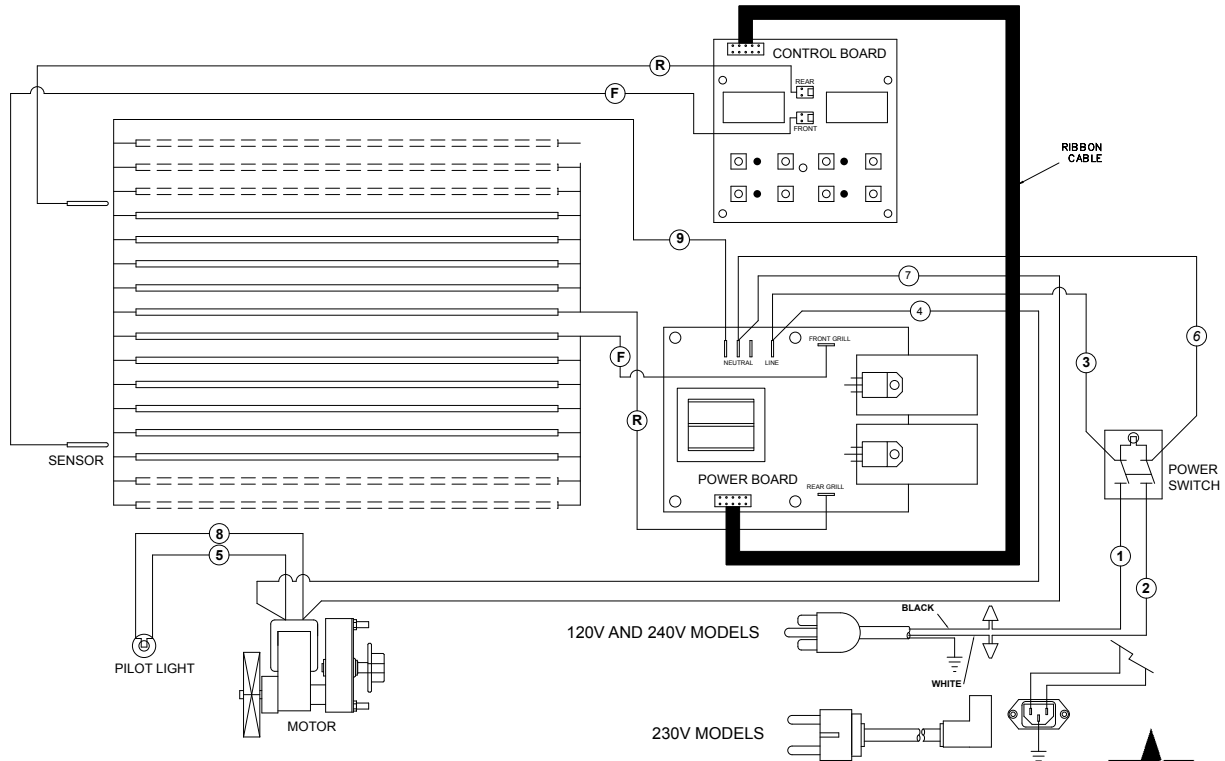 CONTROL BOARD
R
REAR
F
FRONT
RIBBON
CABLE
9
7
4
6
3
NEUTRAL
LINE
FRONT GRILL
F
R
SENSOR
POWER BOARD
REAR GRILL
POWER
SWITCH
8
5
1
2
PILOT LIGHT
MOTOR
120V AND 240V MODELS
BLACK
WHITE
230V MODELS